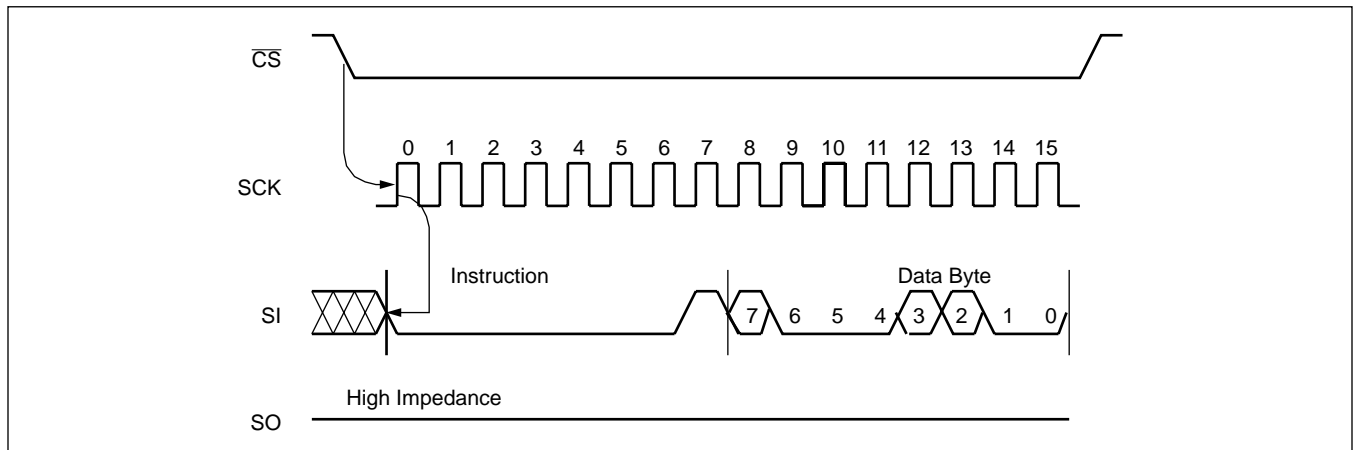 CS
0 1 2 3 4 5 6 7 8 9 10 11 12 13 14 15
SCK
Instruction
Data Byte
SI
7 6 5 4 3 2 1 0
High Impedance
SO